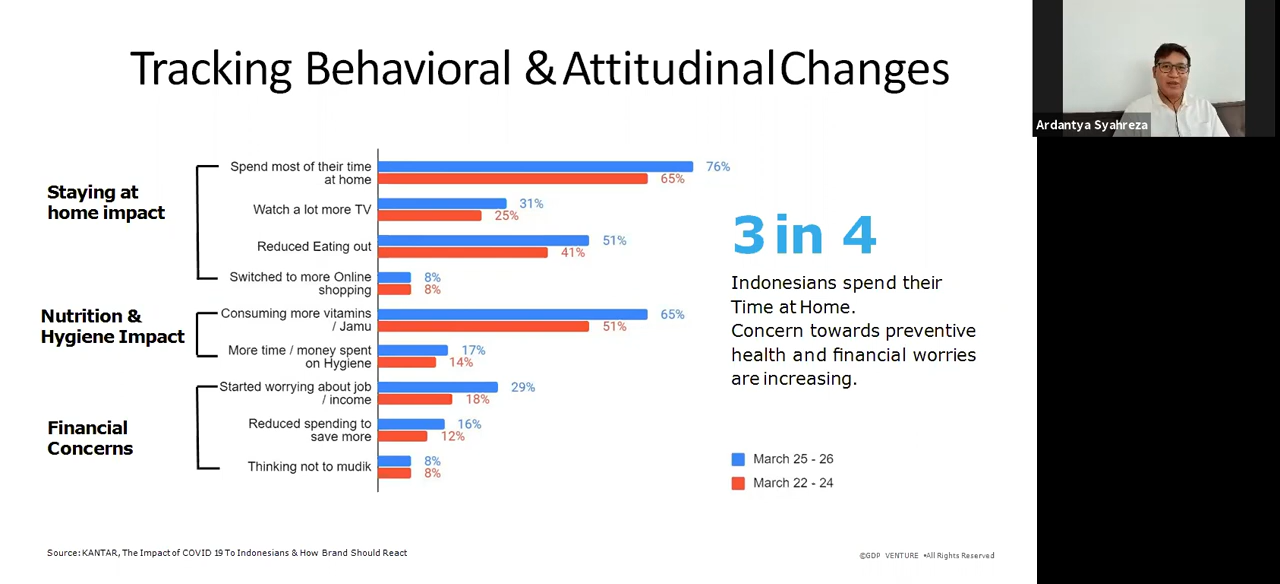 Tracking Behavioral & Attitudinal Changes
Ardantya Syahreza
Staying at
home impact
Spend most of their time
at home
76%
65%
Watch a lot more TV
31%
25%
Reduced Eating out
51%
41%
Switched to more Online
shopping
8%
8%
Nutrition &
Hygiene Impact
Consuming more vitamins
/ Jamu
65%
51%
More time / money spent
on Hygiene
17%
14%
Financial
Concerns
Started worrying about job
/ income
29%
18%
Reduced spending to
save more
16%
12%
Thinking not to mudik
8%
8%
3 in 4
Indonesians spend their
Time at Home.
Concern towards preventive
health and financial worries
are increasing.
March 25 - 26
March 22 - 24
Source: KANTAR, The Impact of COVID 19 To Indonesians & How Brand Should React
©GDP VENTURE •All Rights Reserved